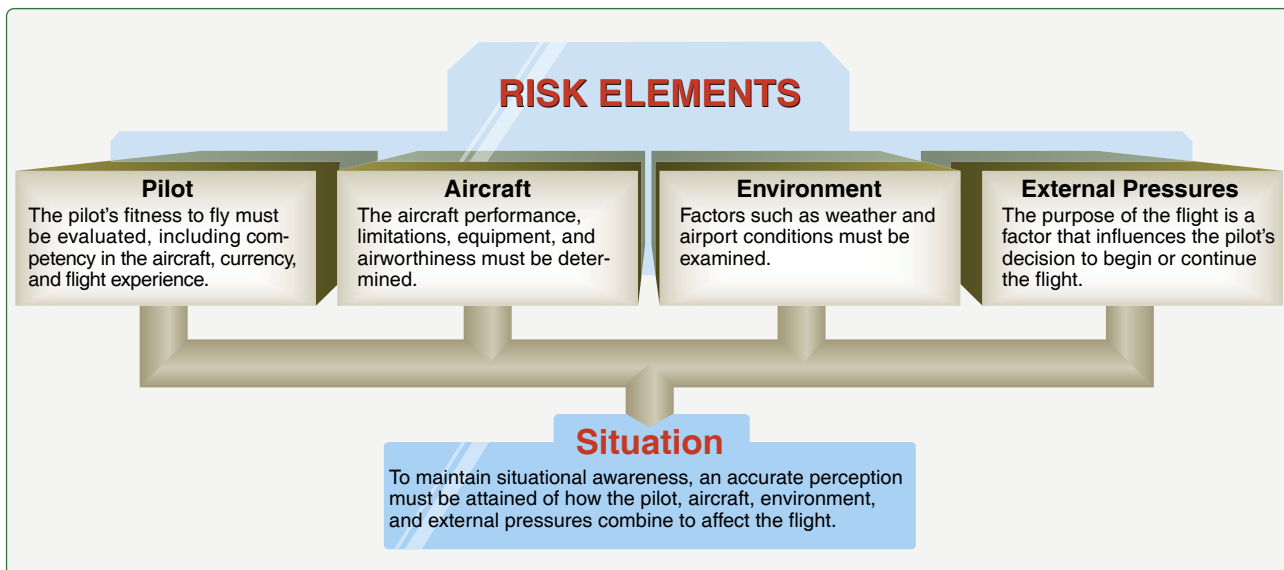 RISK ELEMENTS
Pilot
The pilot’s fitness to fly must
be evaluated, including com-
petency in the aircraft, currency,
and flight experience.
Aircraft
The aircraft performance,
limitations, equipment, and
airworthiness must be deter-
mined.
Environment
Factors such as weather and
airport conditions must be
examined.
External Pressures
The purpose of the flight is a
factor that influences the pilot’s
decision to begin or continue
the flight.
Situation
To maintain situational awareness, an accurate perception
must be attained of how the pilot, aircraft, environment,
and external pressures combine to affect the flight.